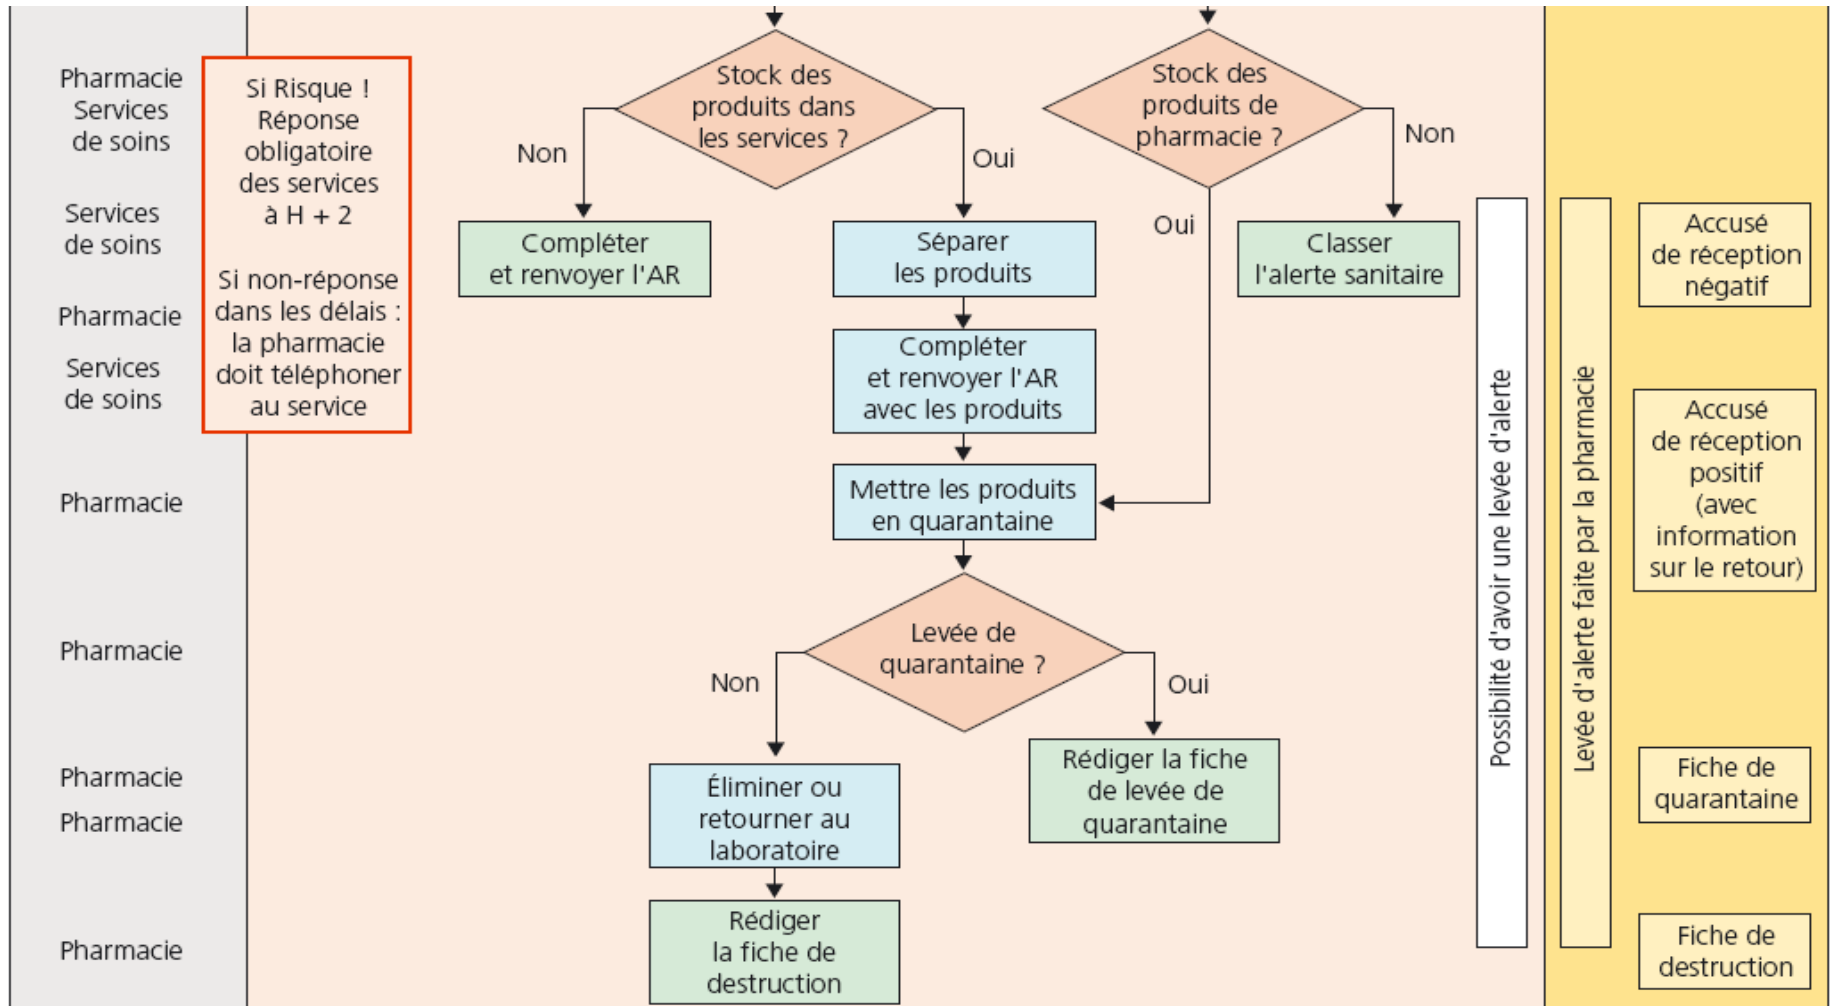 Pharmacie
Services
de soins
Services
de soins
Pharmacie
Services
de soins
Pharmacie
Pharmacie
Pharmacie
Pharmacie
Pharmacie
Si Risque !
Réponse
obligatoire
des services
à H + 2
Si non-réponse
dans les délais :
la pharmacie
doit téléphoner
au service
Stock des
produits dans
les services ?
Non
Oui
Stock des
produits de
pharmacie ?
Non
Oui
Compléter
et renvoyer l'AR
Séparer
les produits
Classer
l'alerte sanitaire
Compléter
et renvoyer l'AR
avec les produits
Mettre les produits
en quarantaine
Levée de
quarantaine ?
Non
Oui
Éliminer ou
retourner au
laboratoire
Rédiger la fiche
de levée de
quarantaine
Rédiger
la fiche de
destruction
Possibilité d'avoir une levée d'alerte
Levée d'alerte faite par la pharmacie
Accusé
de réception
négatif
Accusé
de réception
positif
(avec
information
sur le retour)
Fiche de
quarantaine
Fiche de
destruction